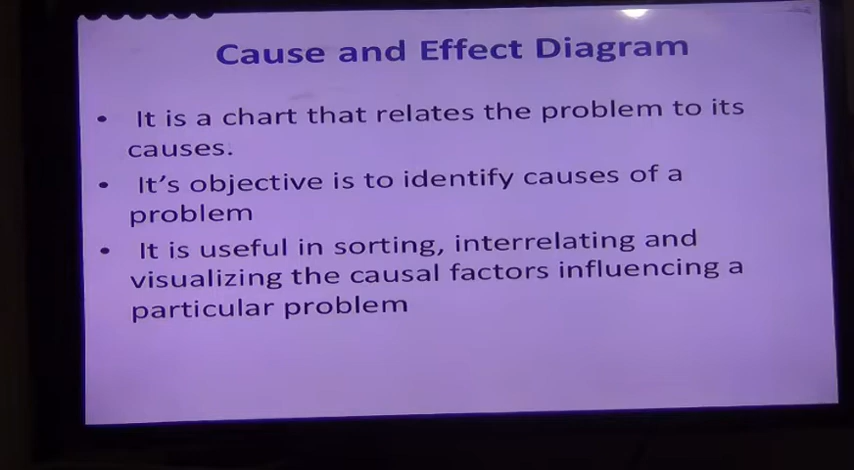 Cause and Effect Diagram
• It is a chart that relates the problem to its
causes.
• It's objective is to identify causes of a
problem
• It is useful in sorting, interrelating and
visualizing the causal factors influencing a
particular problem